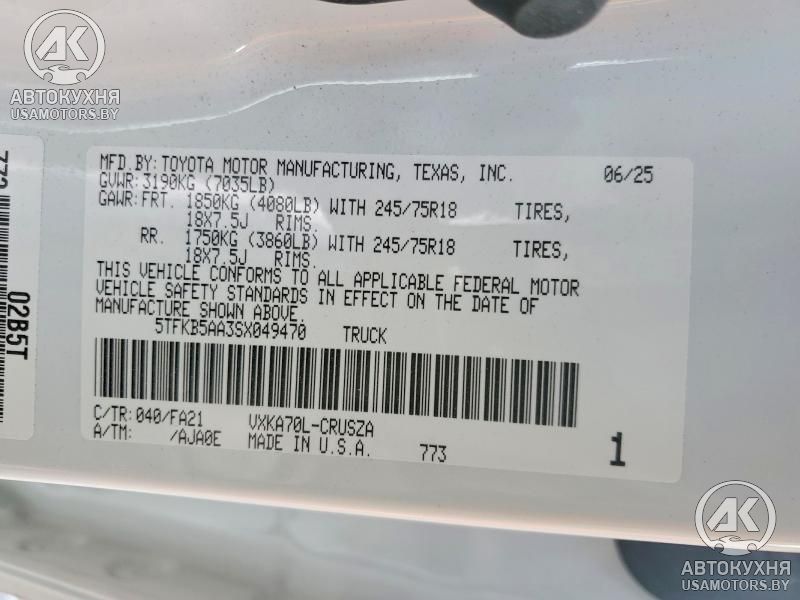 AK
АВТОКУХНЯ
USAMOTORS.BY
MFD.BY:TOYOTA MOTOR MANUFACTURING, TEXAS, INC. 06/25
GVWR:3190KG (7035LB)
GAWR:FRT. 1850KG (4080LB) WITH 245/75R18 TIRES,
18X7.5J RIMS.
RR. 1750KG (3860LB) WITH 245/75R18 TIRES,
18X7.5J RIMS.
THIS VEHICLE CONFORMS TO ALL APPLICABLE FEDERAL MOTOR
VEHICLE SAFETY STANDARDS IN EFFECT ON THE DATE OF
MANUFACTURE SHOWN ABOVE.
5TFKB5AA3SX049470 TRUCK
C/TR:040/FA21 VXKA70L-CRUSZA
A/TM: /AJA0E MADE IN U.S.A. 773
1
773
02B5T
AK
АВТОКУХНЯ
USAMOTORS.BY